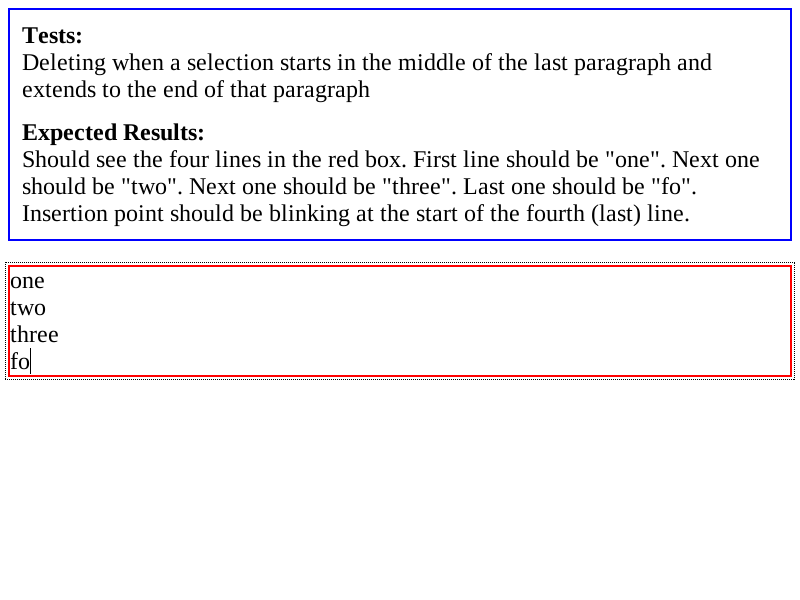 Tests:
Deleting when a selection starts in the middle of the last paragraph and
extends to the end of that paragraph
Expected Results:
Should see the four lines in the red box. First line should be "one". Next one
should be "two". Next one should be "three". Last one should be "fo".
Insertion point should be blinking at the start of the fourth (last) line.
one
two
three
fo